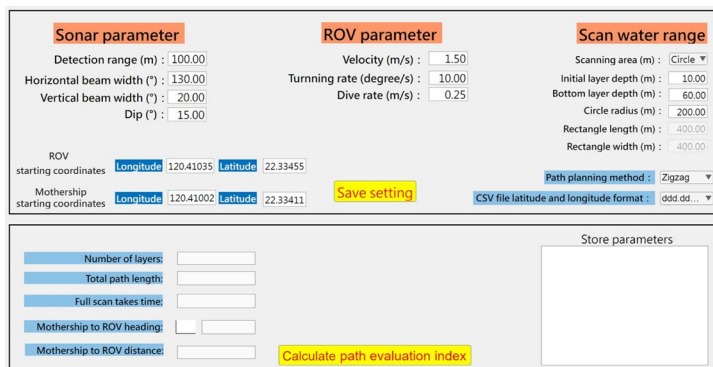 Sonar parameter
Detection range (m) : 100.00
Horizontal beam width (°) : 130.00
Vertical beam width (°) : 20.00
Dip (°) : 15.00
ROV parameter
Velocity (m/s) : 1.50
Turnning rate (degree/s) : 10.00
Dive rate (m/s) : 0.25
Scan water range
Scanning area (m) : Circle
Initial layer depth (m) : 10.00
Bottom layer depth (m) : 60.00
Circle radius (m) : 200.00
Rectangle length (m) : 400.00
Rectangle width (m) : 400.00
ROV
starting coordinates Longitude 120.41035 Latitude 22.33455
Mothership
starting coordinates Longitude 120.41002 Latitude 22.33411
Save setting
Path planning method : Zigzag
CSV file latitude and longitude format : ddd.dd...
Number of layers:
Total path length:
Full scan takes time:
Mothership to ROV heading:
Mothership to ROV distance:
Calculate path evaluation index
Store parameters